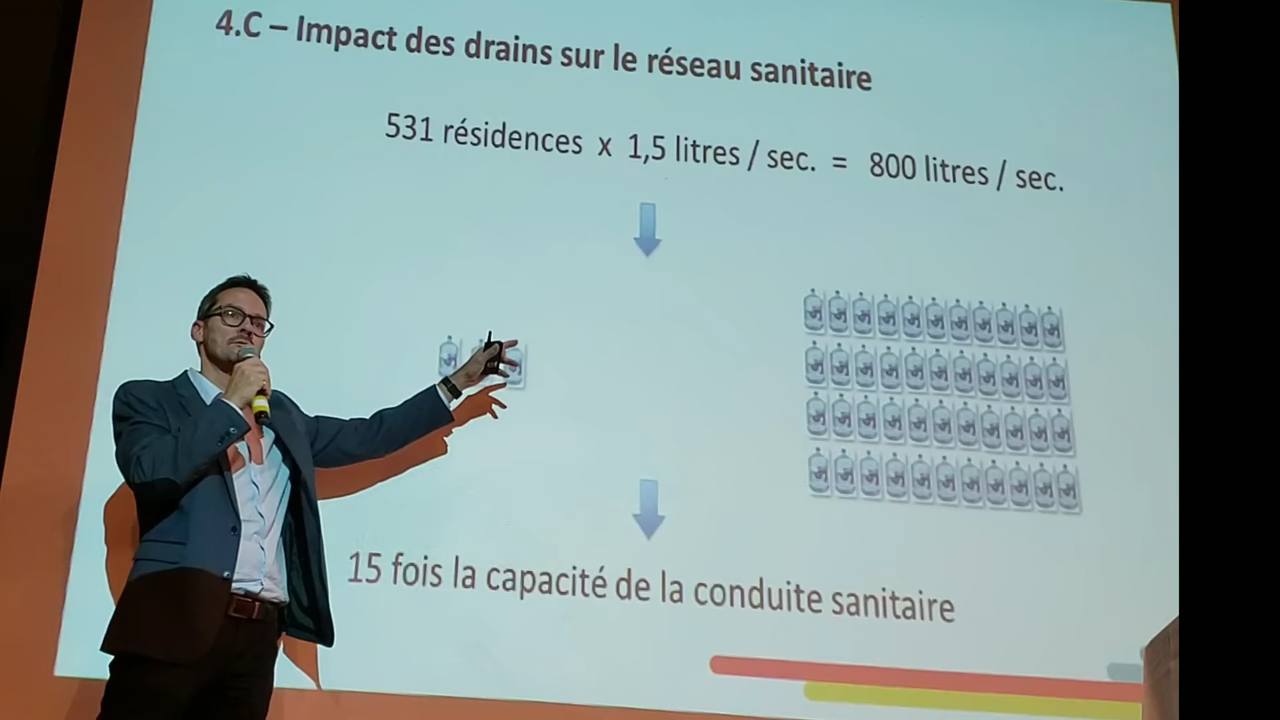 4.C – Impact des drains sur le réseau sanitaire
531 résidences x 1,5 litres / sec. = 800 litres / sec.
15 fois la capacité de la conduite sanitaire